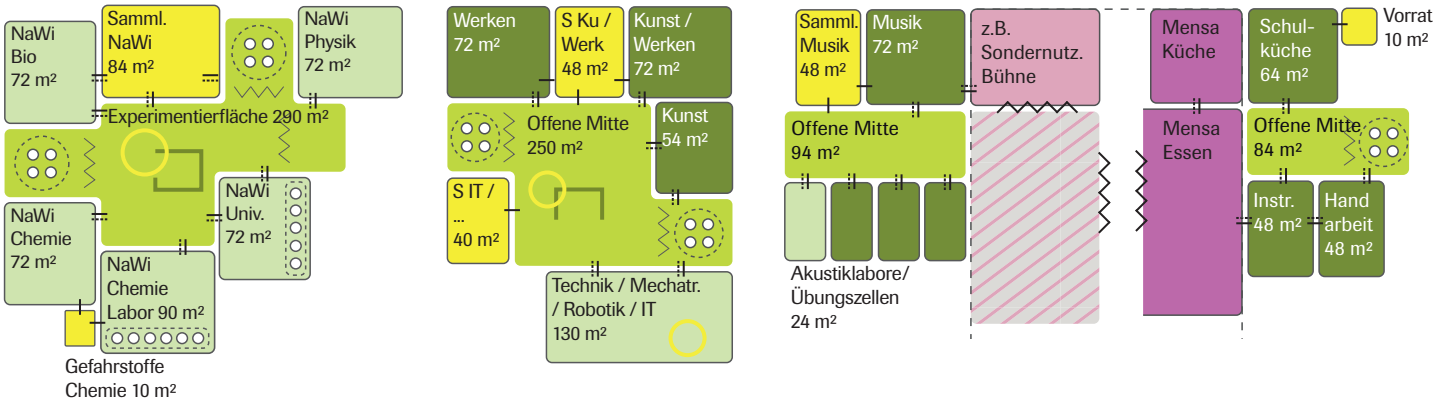 NaWi
Bio
72 m²
Samml.
NaWi
84 m²
NaWi
Physik
72 m²
Experimentierfläche 290 m²
NaWi
Chemie
72 m²
NaWi
Univ.
72 m²
NaWi
Chemie
Labor 90 m²
Gefahrstoffe
Chemie 10 m²
Werken
72 m²
S Ku /
Werk
48 m²
Kunst /
Werken
72 m²
Offene Mitte
250 m²
Kunst
54 m²
S IT /
...
40 m²
Technik / Mechatr.
/ Robotik / IT
130 m²
Samml.
Musik
48 m²
Musik
72 m²
z.B.
Sondernutz.
Bühne
Offene Mitte
94 m²
Akustiklabore/
Übungszellen
24 m²
Mensa
Küche
Mensa
Essen
Schul-
küche
64 m²
Vorrat
10 m²
Offene Mitte
84 m²
Instr.
48 m²
Hand
arbeit
48 m²